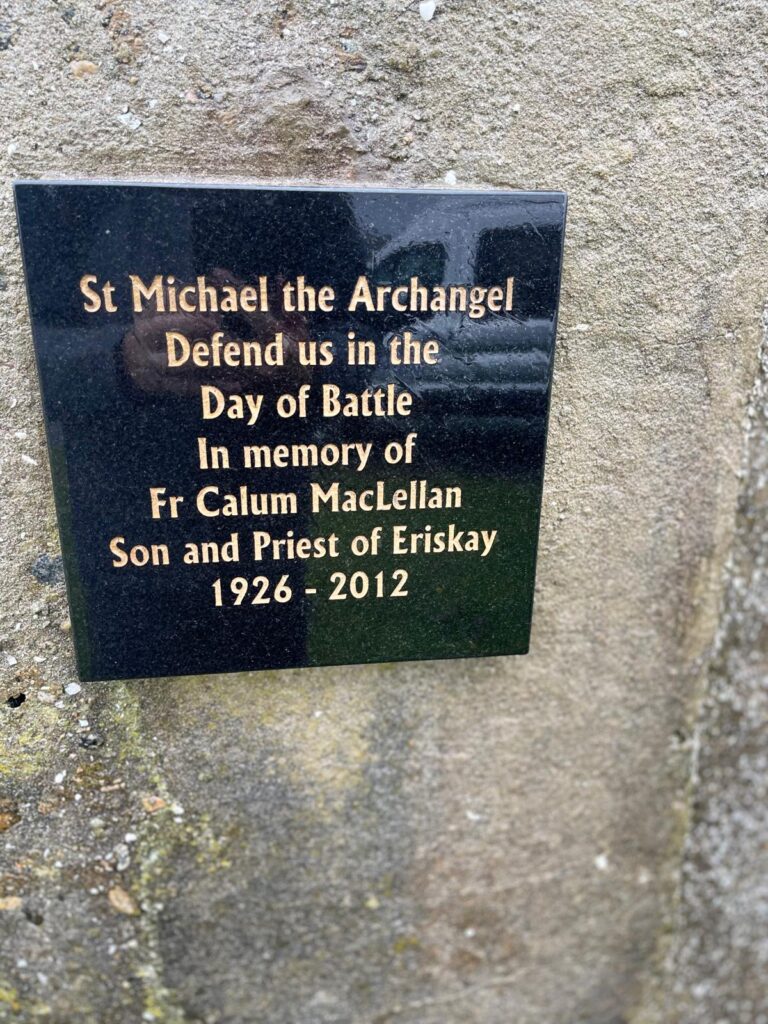 St Michael the Archangel
Defend us in the
Day of Battle
In memory of
Fr Calum MacLellan
Son and Priest of Eriskay
1926 - 2012